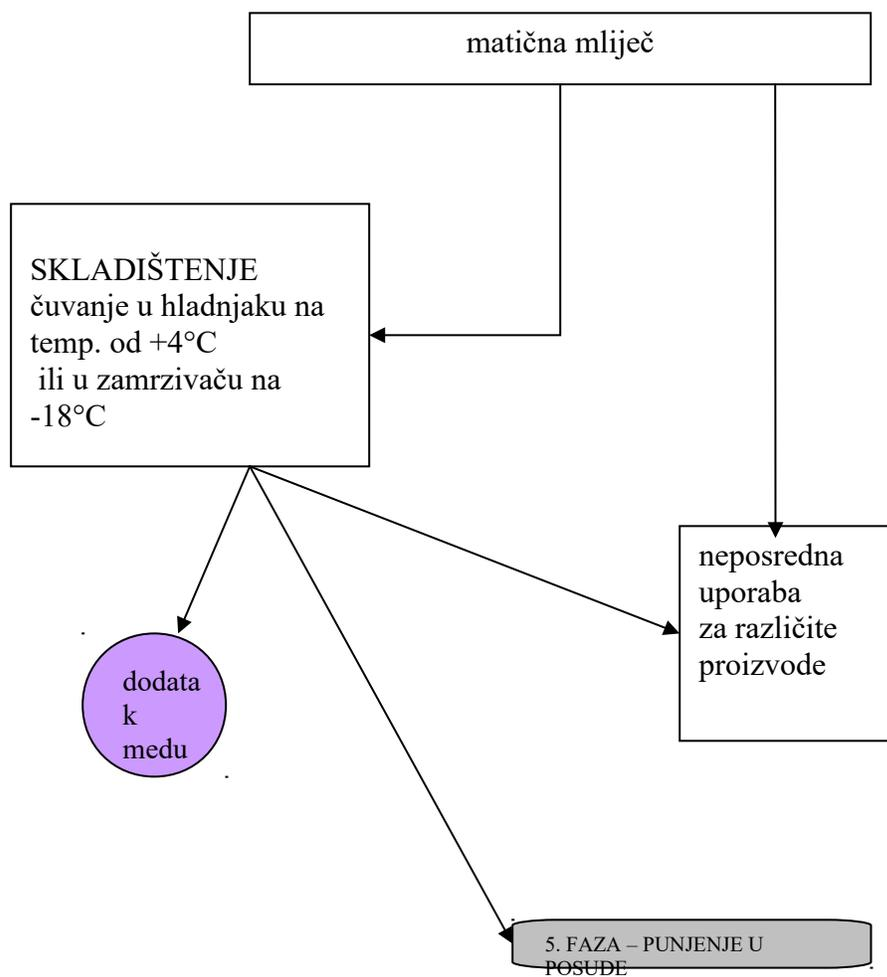 matična mliječ
SKLADIŠTENJE
čuvanje u hladnjaku na
temp. od +4°C
ili u zamrzivaču na
-18°C
neposredna
uporaba
za različite
proizvode
dodata
k
medu
5. FAZA – PUNJENJE U
POSUDE